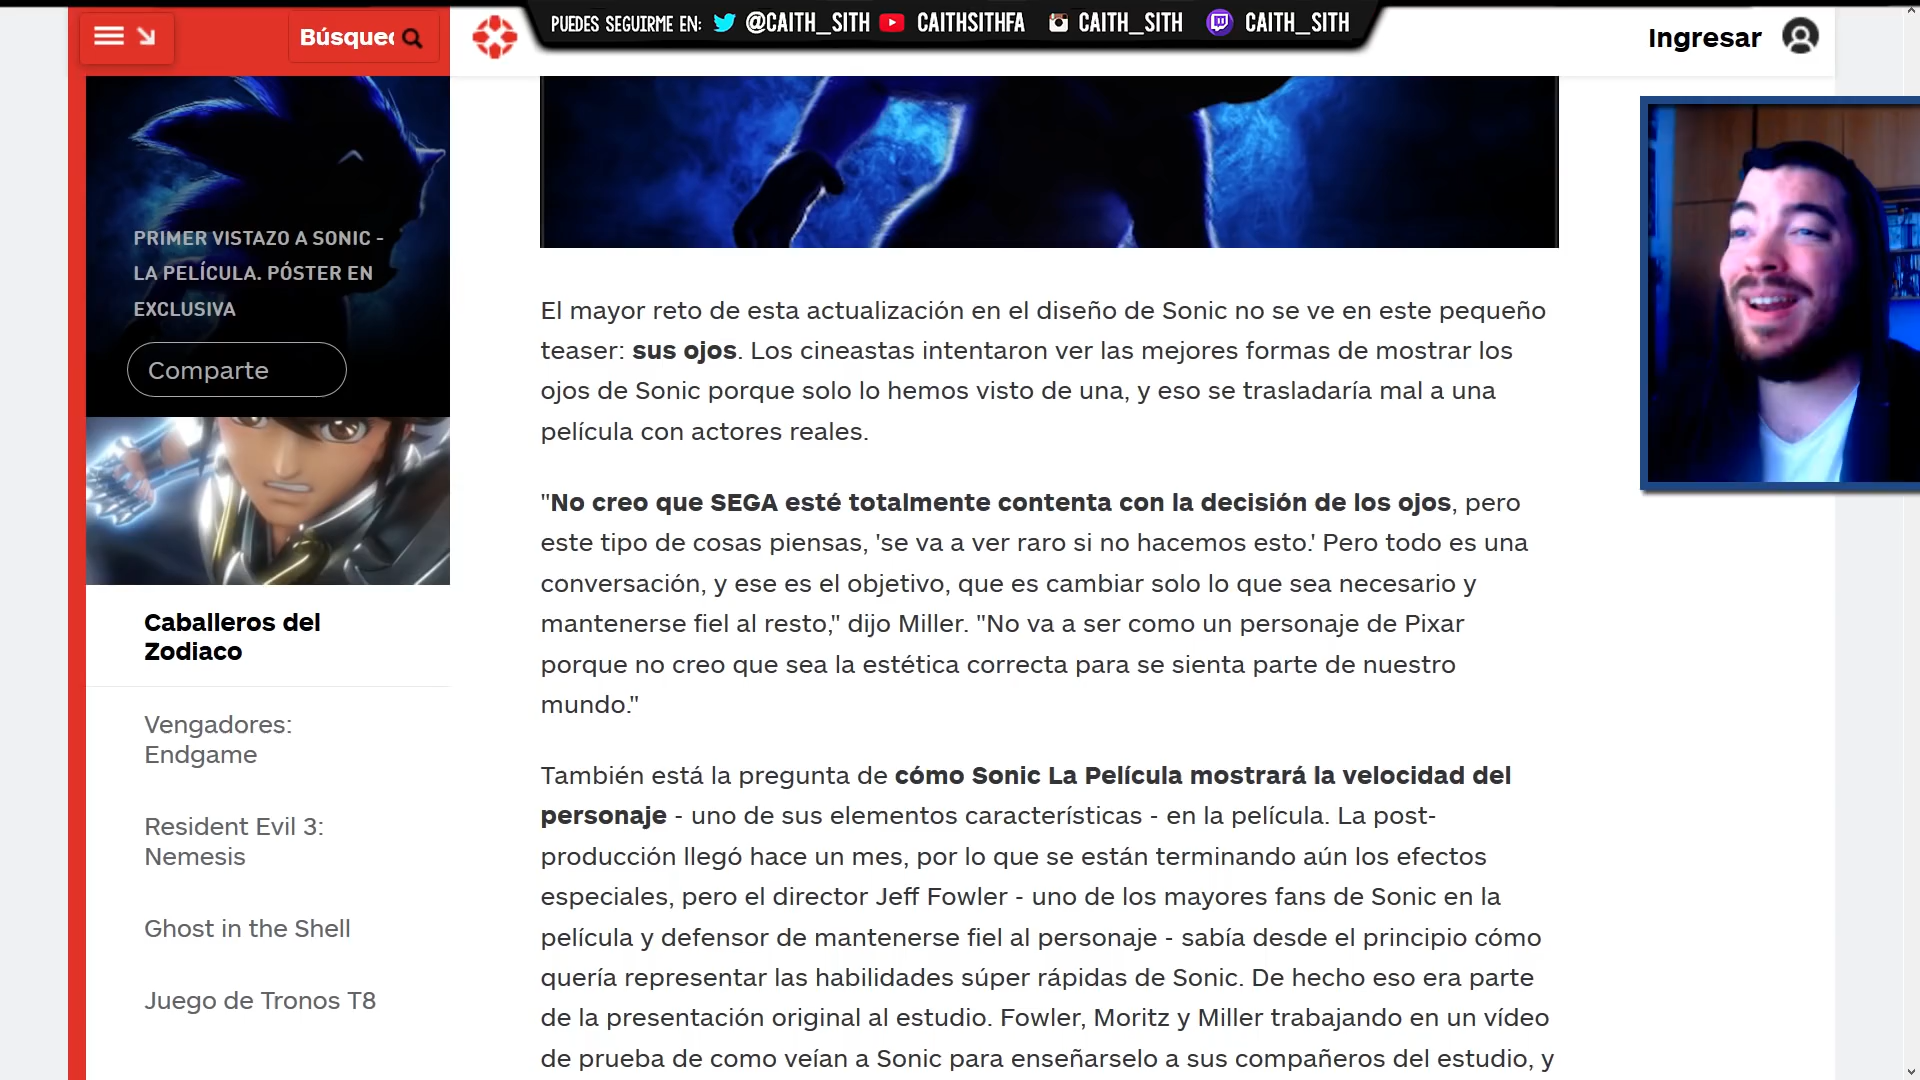 Búsque
PUEDES SEGUIRME EN: @CAITH_SITH CAITHSITHFA CAITH_SITH CAITH_SITH
Ingresar
PRIMER VISTAZO A SONIC -
LA PELÍCULA. PÓSTER EN
EXCLUSIVA
Comparte
Caballeros del
Zodiaco
Vengadores:
Endgame
Resident Evil 3:
Nemesis
Ghost in the Shell
Juego de Tronos T8
El mayor reto de esta actualización en el diseño de Sonic no se ve en este pequeño
teaser: sus ojos. Los cineastas intentaron ver las mejores formas de mostrar los
ojos de Sonic porque solo lo hemos visto de una, y eso se trasladaría mal a una
película con actores reales.
"No creo que SEGA esté totalmente contenta con la decisión de los ojos, pero
este tipo de cosas piensas, 'se va a ver raro si no hacemos esto.' Pero todo es una
conversación, y ese es el objetivo, que es cambiar solo lo que sea necesario y
mantenerse fiel al resto," dijo Miller. "No va a ser como un personaje de Pixar
porque no creo que sea la estética correcta para se sienta parte de nuestro
mundo."
También está la pregunta de cómo Sonic La Película mostrará la velocidad del
personaje - uno de sus elementos característicos - en la película. La post-
producción llegó hace un mes, por lo que se están terminando aún los efectos
especiales, pero el director Jeff Fowler - uno de los mayores fans de Sonic en la
película y defensor de mantenerse fiel al personaje - sabía desde el principio cómo
quería representar las habilidades súper rápidas de Sonic. De hecho eso era parte
de la presentación original al estudio. Fowler, Moritz y Miller trabajando en un vídeo
de prueba de como veían a Sonic para enseñarselo a sus compañeros del estudio, y